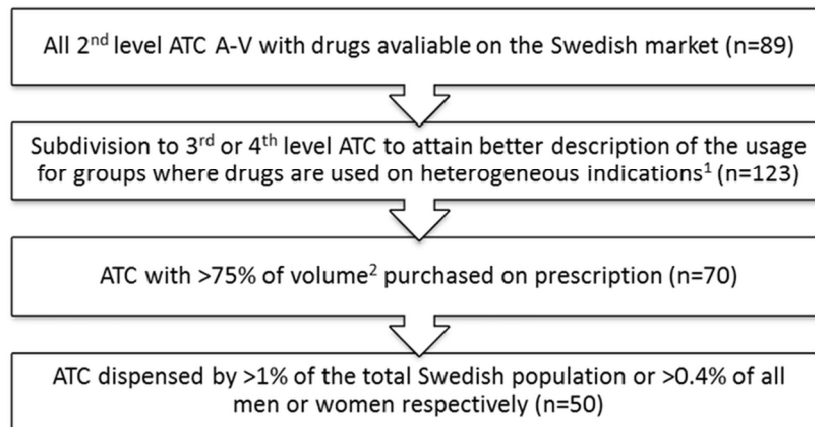 All 2nd level ATC A-V with drugs avaliable on the Swedish market (n=89)
Subdivision to 3rd or 4th level ATC to attain better description of the usage
for groups where drugs are used on heterogeneous indications1 (n=123)
ATC with >75% of volume2 purchased on prescription (n=70)
ATC dispensed by >1% of the total Swedish population or >0.4% of all
men or women respectively (n=50)